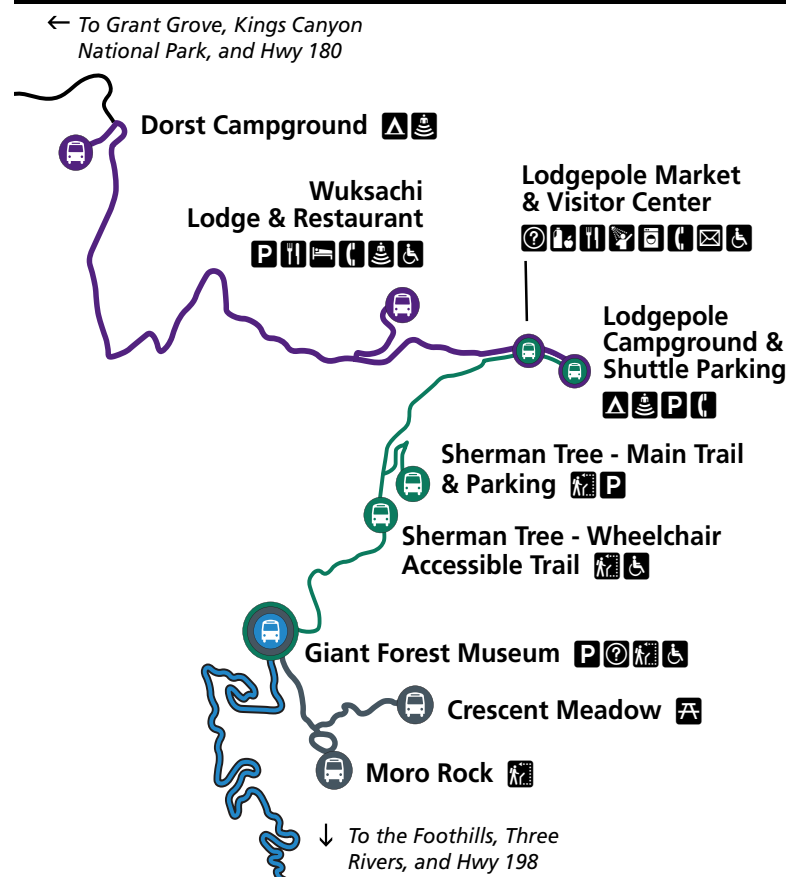 ← To Grant Grove, Kings Canyon
National Park, and Hwy 180
Dorst Campground
Wuksachi
Lodge & Restaurant
P
Lodgepole Market
& Visitor Center
?
Lodgepole
Campground &
Shuttle Parking
P
Sherman Tree - Main Trail
& Parking P
Sherman Tree - Wheelchair
Accessible Trail
Giant Forest Museum P ?
Crescent Meadow
Moro Rock
↓ To the Foothills, Three
Rivers, and Hwy 198